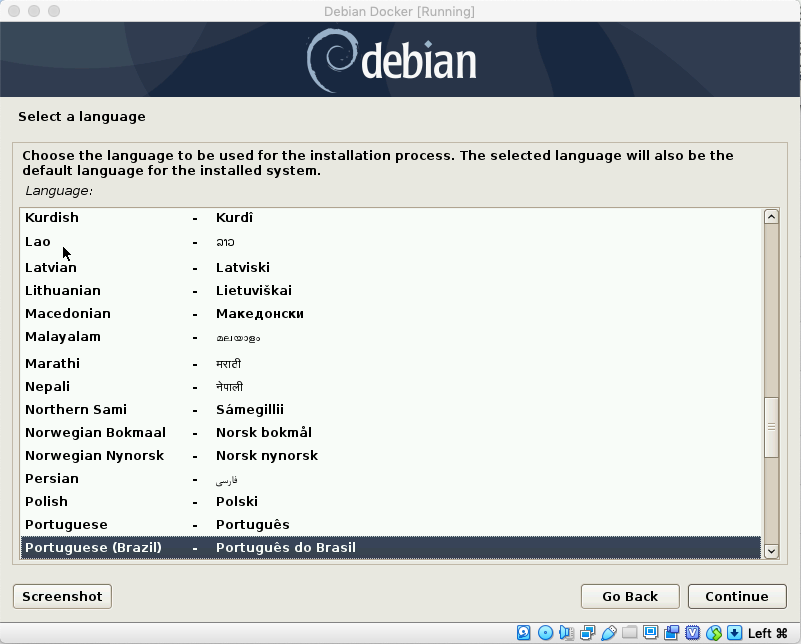 Debian Docker [Running]
debian
Select a language
Choose the language to be used for the installation process. The selected language will also be the
default language for the installed system.
Language:
Kurdish - Kurdî
Lao - ລາວ
Latvian - Latviski
Lithuanian - Lietuviškai
Macedonian - Македонски
Malayalam - മലയാളം
Marathi - मराठी
Nepali - नेपाली
Northern Sami - Sámegillii
Norwegian Bokmaal - Norsk bokmål
Norwegian Nynorsk - Norsk nynorsk
Persian - فارسی
Polish - Polski
Portuguese - Português
Portuguese (Brazil) - Português do Brasil
Screenshot Go Back Continue
Left ⌘